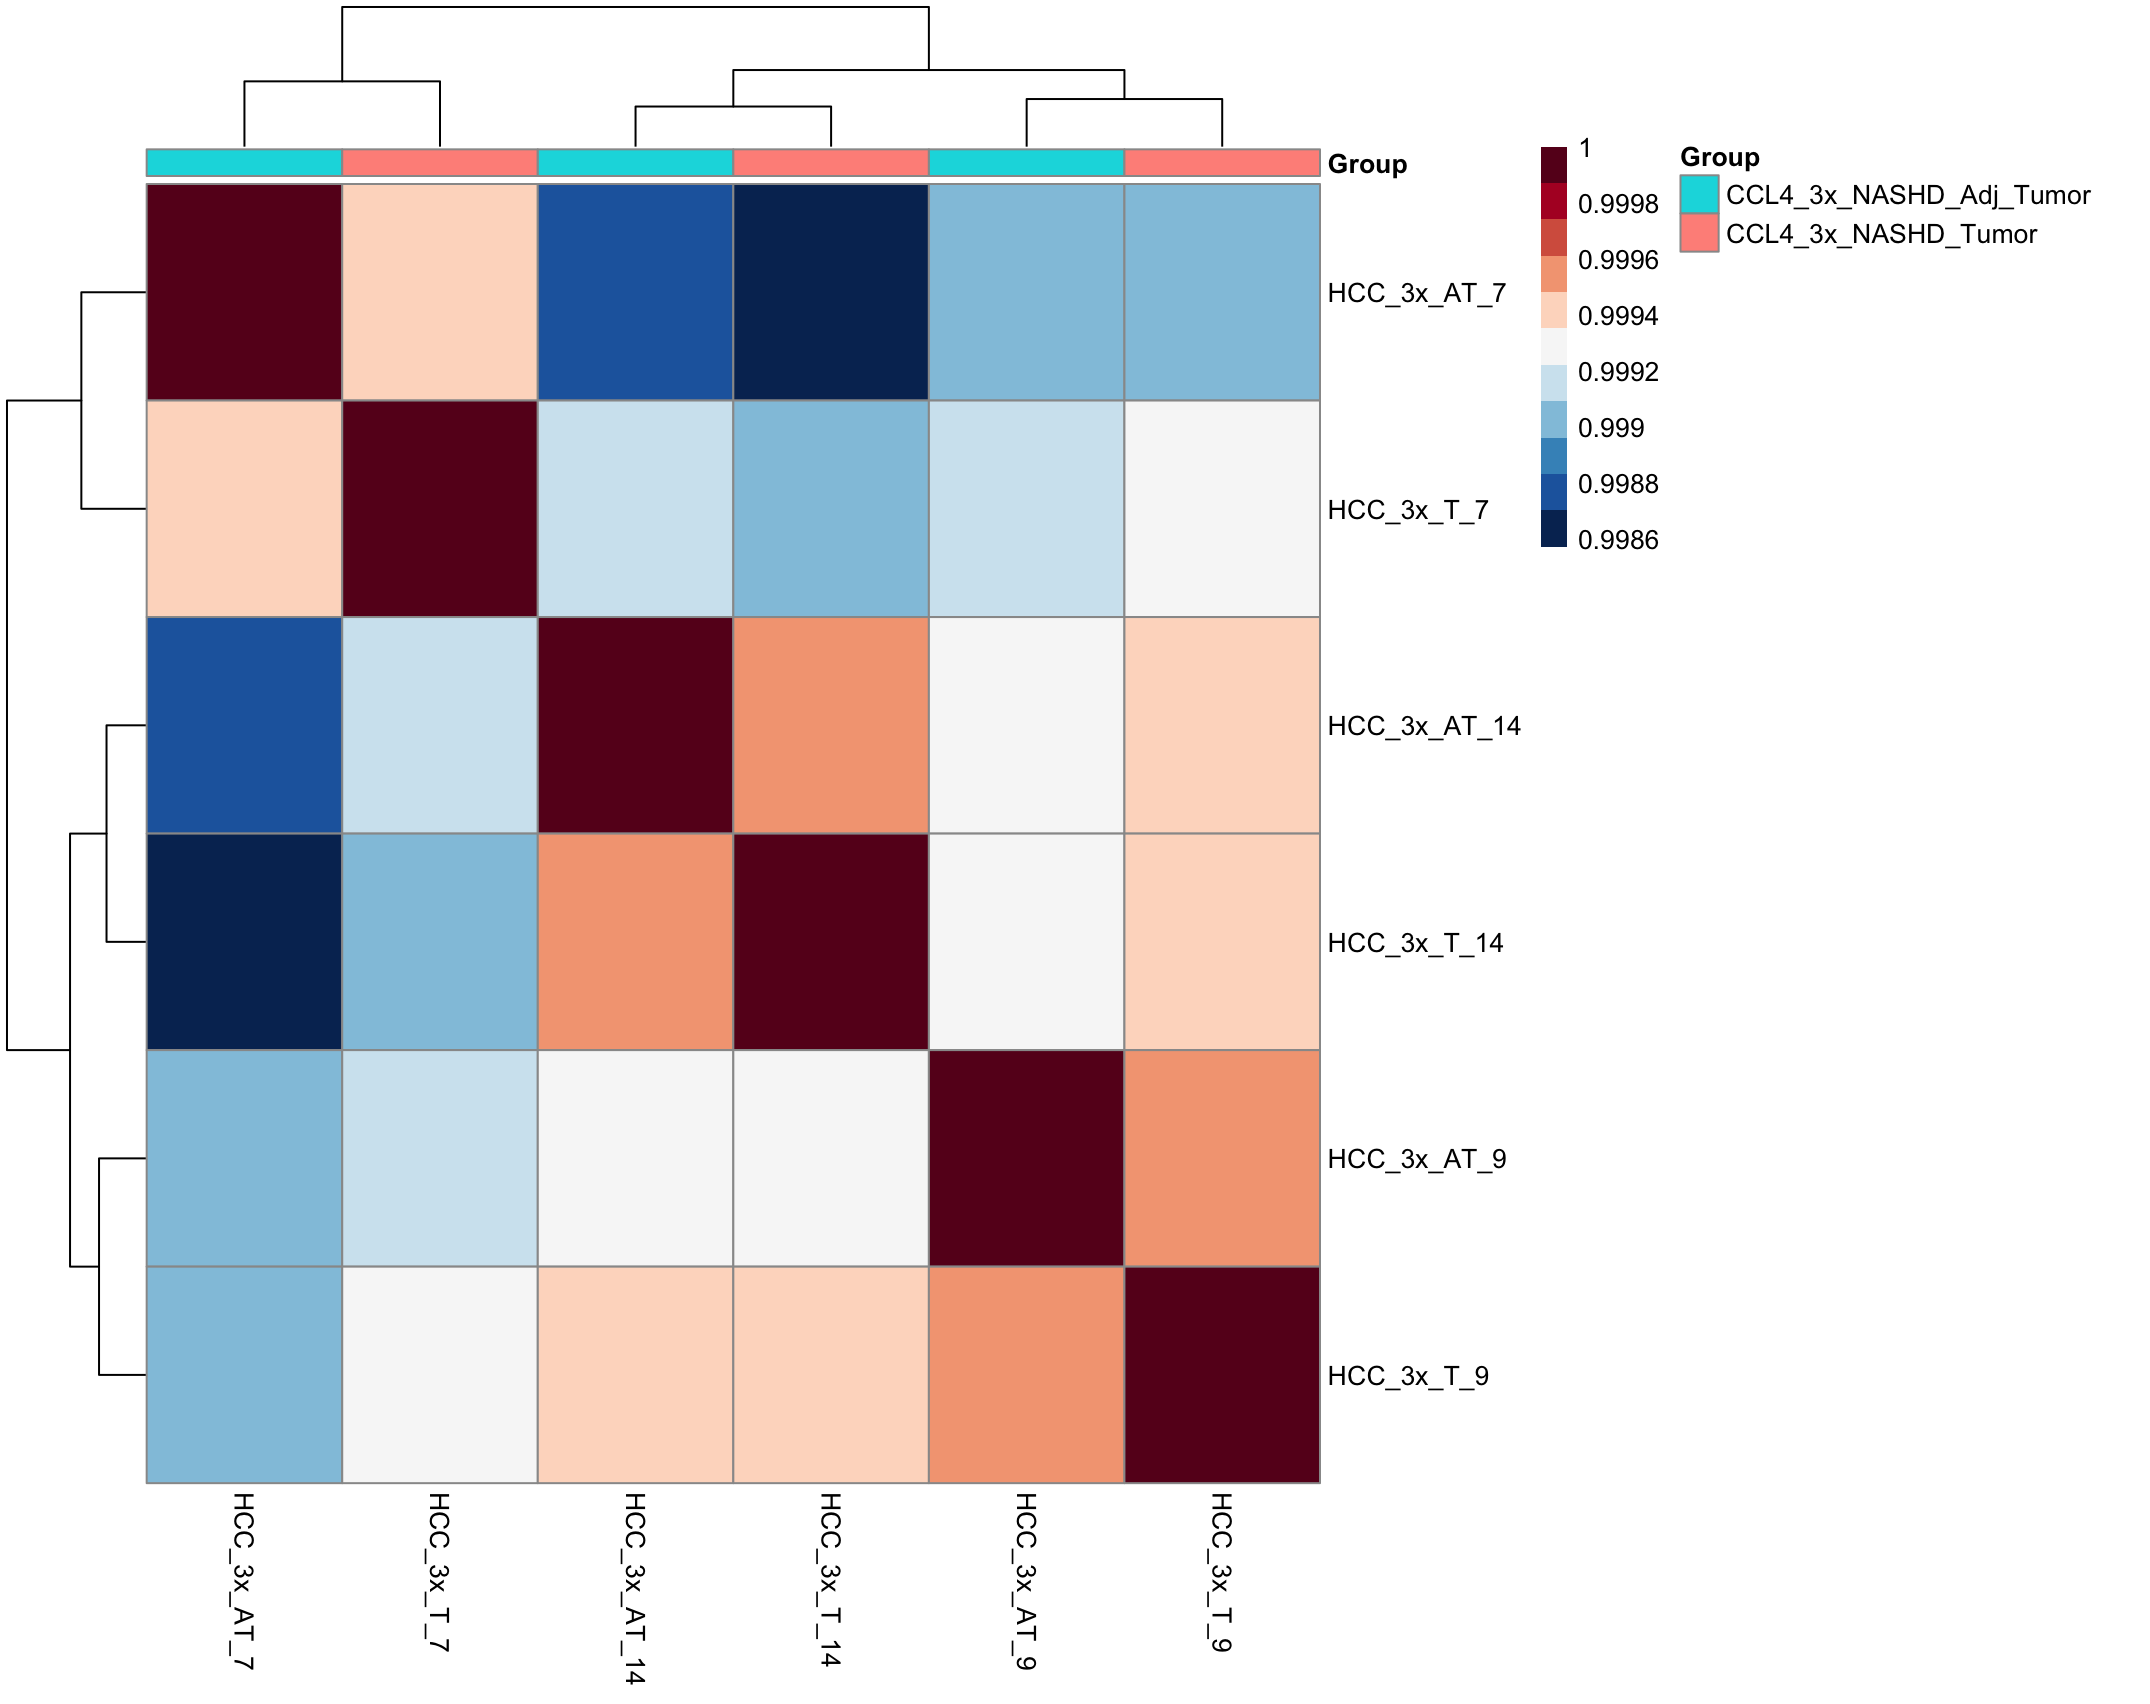 Group
HCC_3x_AT_7
HCC_3x_T_7
HCC_3x_AT_14
HCC_3x_T_14
HCC_3x_AT_9
HCC_3x_T_9
HCC_3x_AT_7
HCC_3x_T_7
HCC_3x_AT_14
HCC_3x_T_14
HCC_3x_AT_9
HCC_3x_T_9
1
0.9998
0.9996
0.9994
0.9992
0.999
0.9988
0.9986
Group
CCL4_3x_NASHD_Adj_Tumor
CCL4_3x_NASHD_Tumor